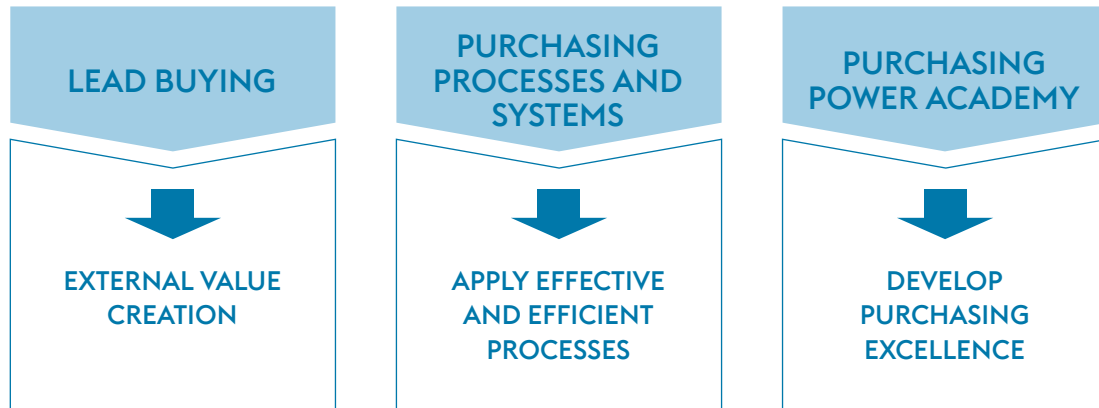 LEAD BUYING
EXTERNAL VALUE
CREATION
PURCHASING
PROCESSES AND
SYSTEMS
APPLY EFFECTIVE
AND EFFICIENT
PROCESSES
PURCHASING
POWER ACADEMY
DEVELOP
PURCHASING
EXCELLENCE